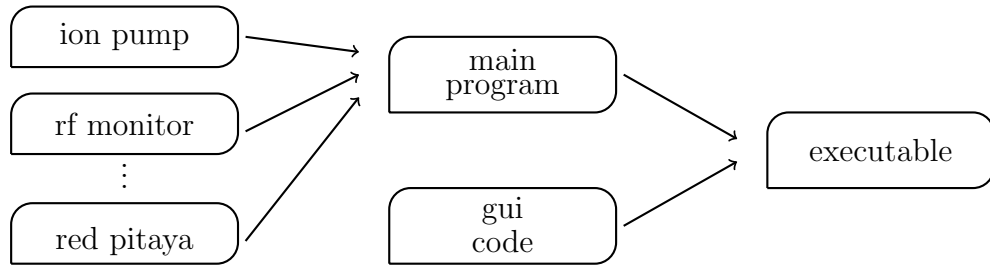 ion pump
rf monitor
⋮
red pitaya
main
program
gui
code
executable